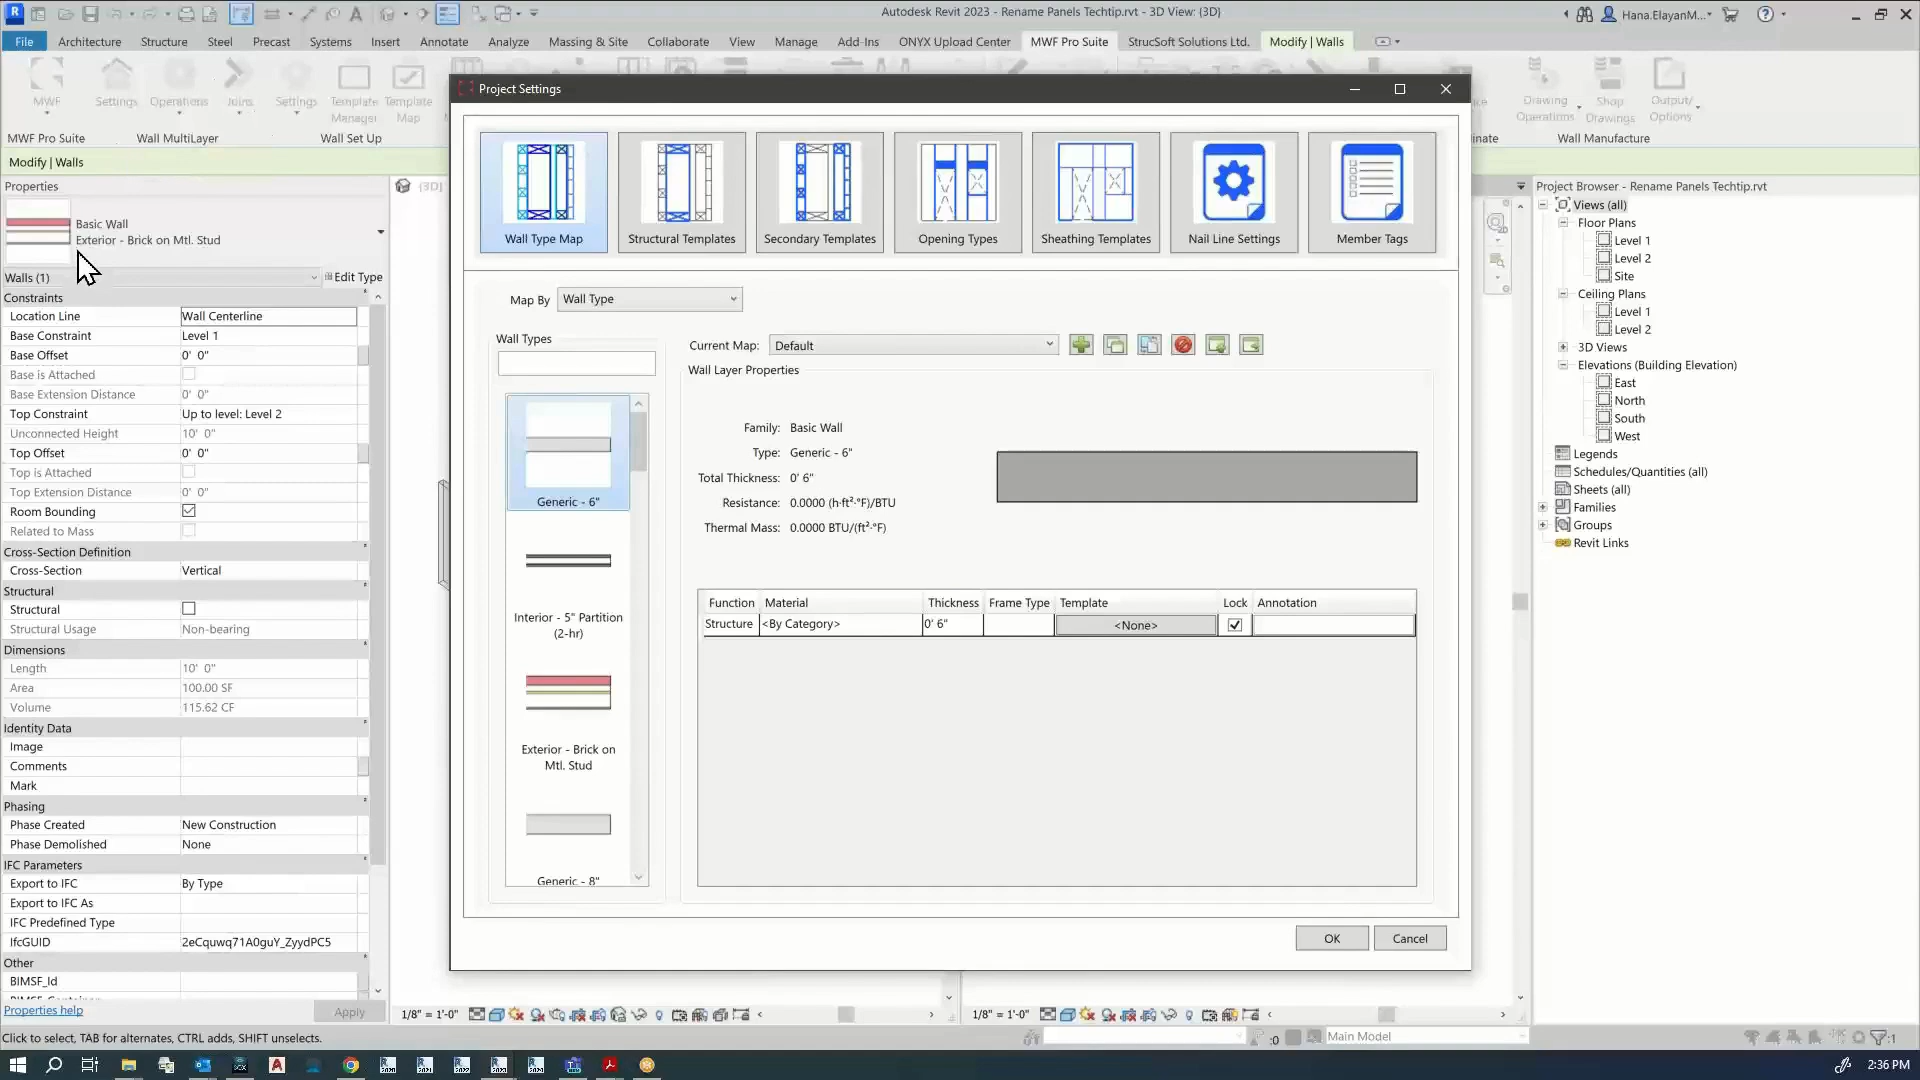 Autodesk Revit 2023 - Rename Panels Techtip.rvt - 3D View: {3D}
Hana.ElayanM...
File Architecture Structure Steel Precast Systems Insert Annotate Analyze Massing & Site Collaborate View Manage Add-Ins ONYX Upload Center MWF Pro Suite StrucSoft Solutions Ltd. Modify | Walls
MWF Settings Operations Joins Settings Template Manager Template Map
Drawing Operations Shop Drawings Output/ Options
MWF Pro Suite Wall MultiLayer Wall Set Up
inate Wall Manufacture
Modify | Walls
Properties
{3D}
Basic Wall
Exterior - Brick on Mtl. Stud
Walls (1)
Edit Type
Constraints
Location Line Wall Centerline
Base Constraint Level 1
Base Offset 0' 0"
Base is Attached
Base Extension Distance 0' 0"
Top Constraint Up to level: Level 2
Unconnected Height 10' 0"
Top Offset 0' 0"
Top is Attached
Top Extension Distance 0' 0"
Room Bounding
Related to Mass
Cross-Section Definition
Cross-Section Vertical
Structural
Structural
Structural Usage Non-bearing
Dimensions
Length 10' 0"
Area 100.00 SF
Volume 115.62 CF
Identity Data
Image
Comments
Mark
Phasing
Phase Created New Construction
Phase Demolished None
IFC Parameters
Export to IFC By Type
Export to IFC As
IFC Predefined Type
IfcGUID 2eCquwq71A0guY_ZyydPC5
Other
BIMSF_Id
Properties help
Apply
Project Settings
Wall Type Map
Structural Templates
Secondary Templates
Opening Types
Sheathing Templates
Nail Line Settings
Member Tags
Map By Wall Type
Wall Types
Current Map: Default
Wall Layer Properties
Generic - 6"
Interior - 5" Partition
(2-hr)
Exterior - Brick on
Mtl. Stud
Generic - 8"
Family: Basic Wall
Type: Generic - 6"
Total Thickness: 0' 6"
Resistance: 0.0000 (h·ft²·°F)/BTU
Thermal Mass: 0.0000 BTU/(ft²·°F)
Function Material Thickness Frame Type Template Lock Annotation
Structure <By Category> 0' 6" <None>
OK
Cancel
Project Browser - Rename Panels Techtip.rvt
Views (all)
Floor Plans
Level 1
Level 2
Site
Ceiling Plans
Level 1
Level 2
3D Views
Elevations (Building Elevation)
East
North
South
West
Legends
Schedules/Quantities (all)
Sheets (all)
Families
Groups
Revit Links
1/8" = 1'-0"
1/8" = 1'-0"
Click to select, TAB for alternates, CTRL adds, SHIFT unselects.
:0
Main Model
:1
2:36 PM